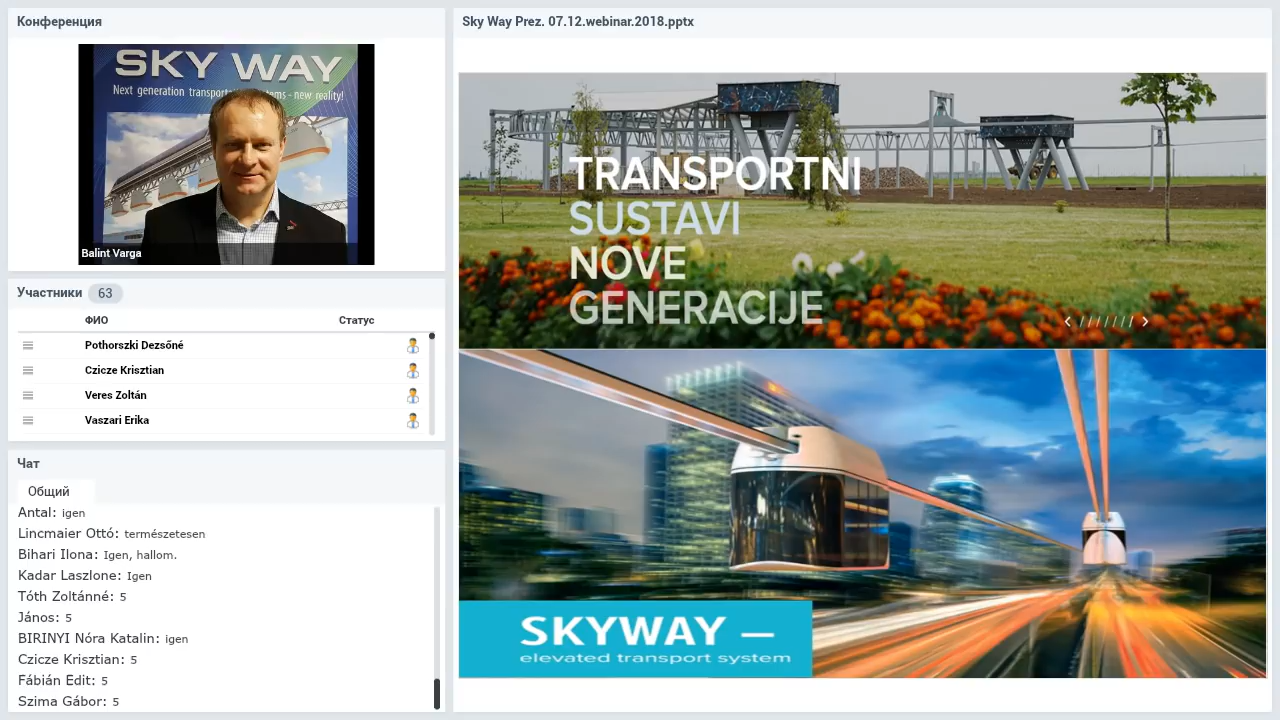 Конференция
SKY WAY
Next generation transporta ems - new reality!
Balint Varga
Участники 63
ФИО Статус
Pothorszki Dezsőné
Czicze Krisztian
Veres Zoltán
Vaszari Erika
Чат
Общий
Antal: igen
Lincmaier Ottó: természetesen
Bihari Ilona: Igen, hallom.
Kadar Laszlone: Igen
Tóth Zoltánné: 5
János: 5
BIRINYI Nóra Katalin: igen
Czicze Krisztian: 5
Fábián Edit: 5
Szima Gábor: 5
Sky Way Prez. 07.12.webinar.2018.pptx
TRANSPORTNI
SUSTAVI
NOVE
GENERACIJE
SKYWAY —
elevated transport system